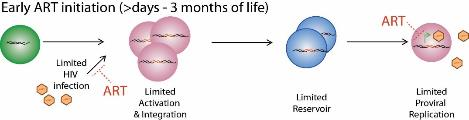 Early ART initiation (>days - 3 months of life)
ART
Limited
HIV
infection
ART
Limited
Activation
& Integration
Limited
Reservoir
Limited
Proviral
Replication